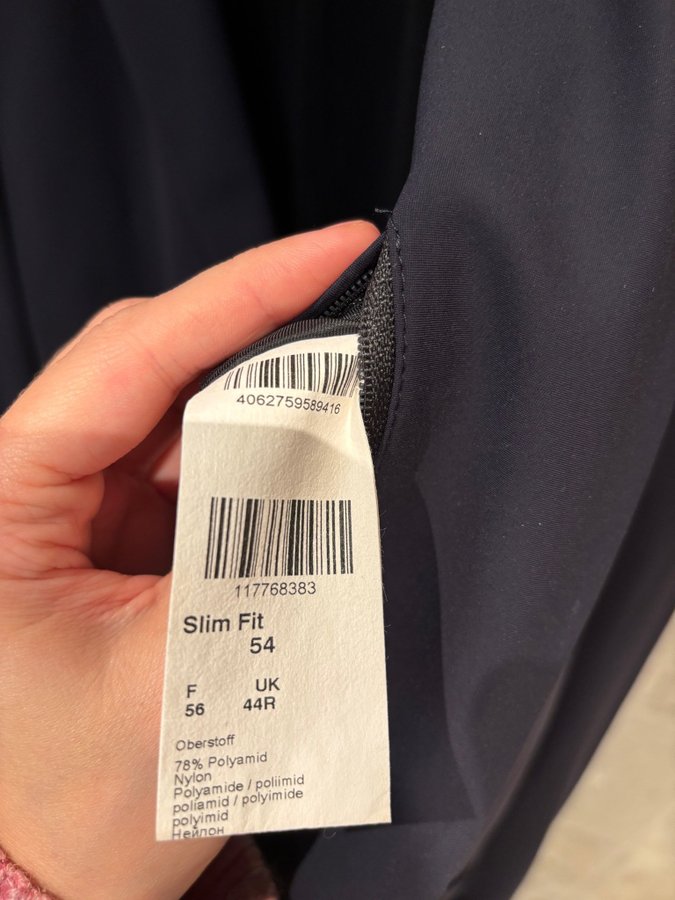 4062759589416
117768383
Slim Fit
54
F UK
56 44R
Oberstoff
78% Polyamid
Nylon
Polyamide / poliimid
poliamid / polyimide
polyimid
Нейлон